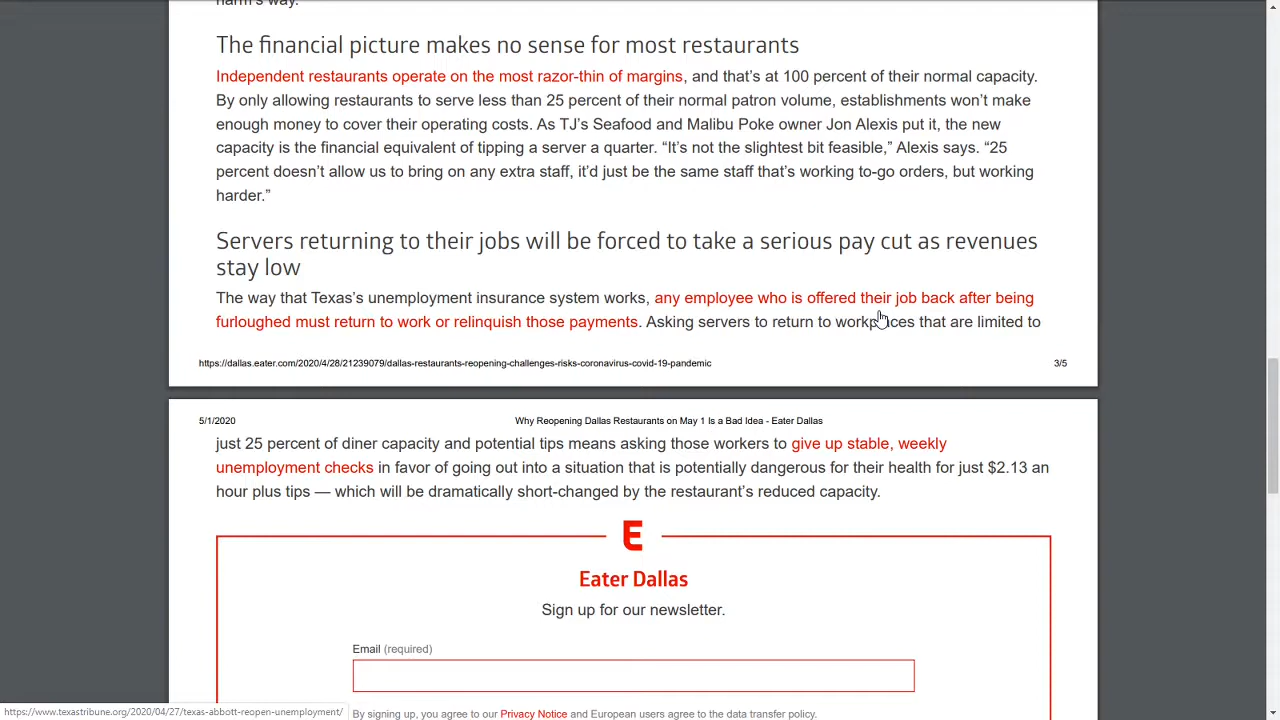 harm's way.
The financial picture makes no sense for most restaurants
Independent restaurants operate on the most razor-thin of margins, and that’s at 100 percent of their normal capacity.
By only allowing restaurants to serve less than 25 percent of their normal patron volume, establishments won’t make
enough money to cover their operating costs. As TJ’s Seafood and Malibu Poke owner Jon Alexis put it, the new
capacity is the financial equivalent of tipping a server a quarter. “It’s not the slightest bit feasible,” Alexis says. “25
percent doesn’t allow us to bring on any extra staff, it’d just be the same staff that’s working to-go orders, but working
harder.”
Servers returning to their jobs will be forced to take a serious pay cut as revenues
stay low
The way that Texas’s unemployment insurance system works, any employee who is offered their job back after being
furloughed must return to work or relinquish those payments. Asking servers to return to workplaces that are limited to
https://dallas.eater.com/2020/4/28/21239079/dallas-restaurants-reopening-challenges-risks-coronavirus-covid-19-pandemic 3/5
5/1/2020 Why Reopening Dallas Restaurants on May 1 Is a Bad Idea - Eater Dallas
just 25 percent of diner capacity and potential tips means asking those workers to give up stable, weekly
unemployment checks in favor of going out into a situation that is potentially dangerous for their health for just $2.13 an
hour plus tips — which will be dramatically short-changed by the restaurant’s reduced capacity.
E
Eater Dallas
Sign up for our newsletter.
Email (required)
By signing up, you agree to our Privacy Notice and European users agree to the data transfer policy.
https://www.texastribune.org/2020/04/27/texas-abbott-reopen-unemployment/